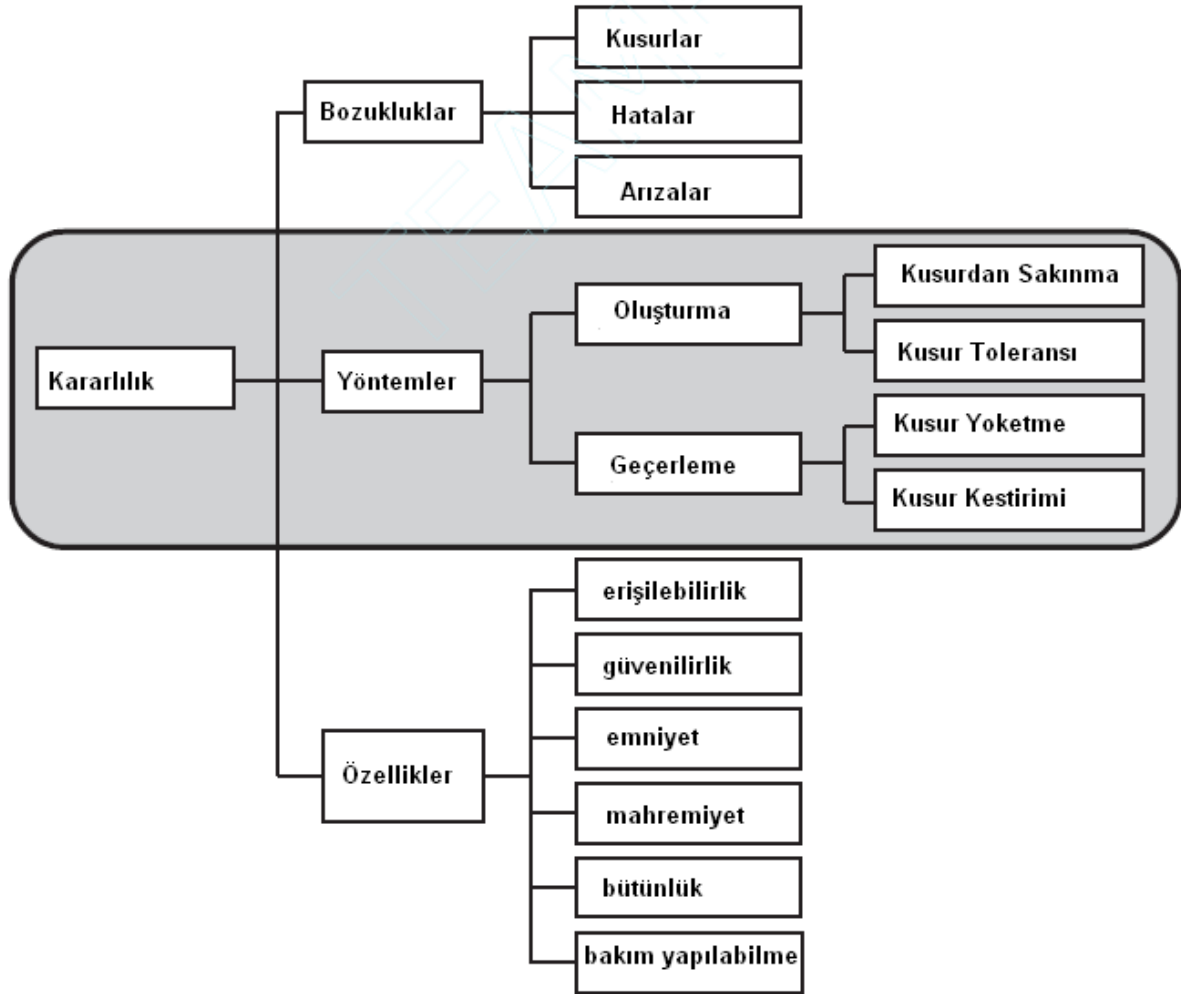 Kusurlar
Bozukluklar
Hatalar
Arızalar
Kusurdan Sakınma
Oluşturma
Kusur Toleransı
Kararlılık
Yöntemler
Kusur Yoketme
Geçerleme
Kusur Kestirimi
erişilebilirlik
güvenilirlik
emniyet
Özellikler
mahremiyet
bütünlük
bakım yapılabilme